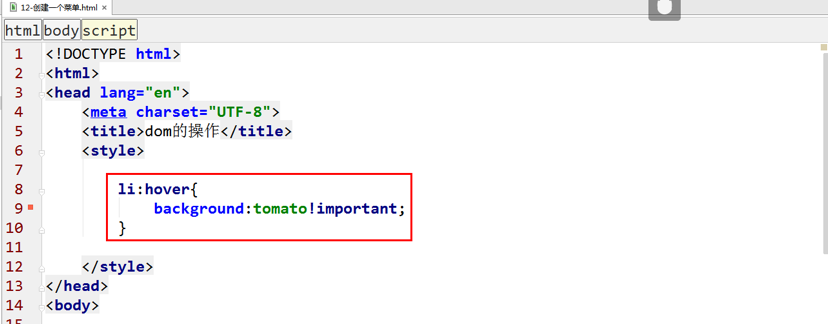 12-创建一个菜单.html
html body script
1 <!DOCTYPE html>
2 <html>
3 <head lang="en">
4 <meta charset="UTF-8">
5 <title>dom的操作</title>
6 <style>
7
8 li:hover{
9 background:tomato!important;
10 }
11
12 </style>
13 </head>
14 <body>
15